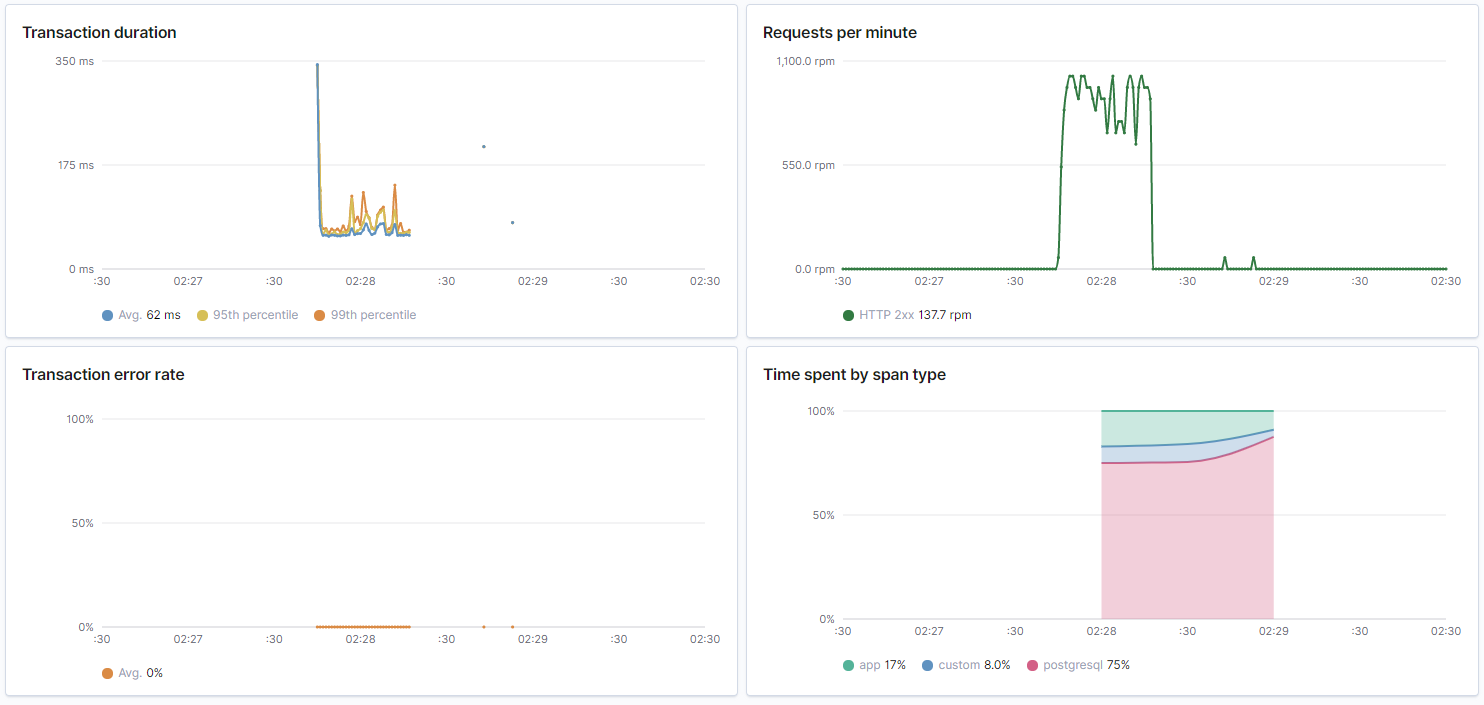 Transaction duration
350 ms
175 ms
0 ms
:30 02:27 :30 02:28 :30 02:29 :30 02:30
Avg. 62 ms 95th percentile 99th percentile
Requests per minute
1,100.0 rpm
550.0 rpm
0.0 rpm
:30 02:27 :30 02:28 :30 02:29 :30 02:30
HTTP 2xx 137.7 rpm
Transaction error rate
100%
50%
0%
:30 02:27 :30 02:28 :30 02:29 :30 02:30
Avg. 0%
Time spent by span type
100%
50%
0%
:30 02:27 :30 02:28 :30 02:29 :30 02:30
app 17% custom 8.0% postgresql 75%